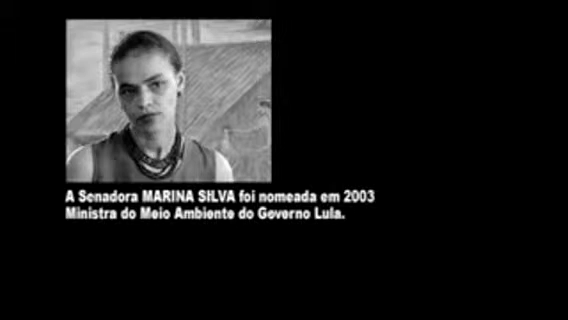 A Senadora MARINA SILVA foi nomeada em 2003
Ministra do Meio Ambiente do Governo Lula.